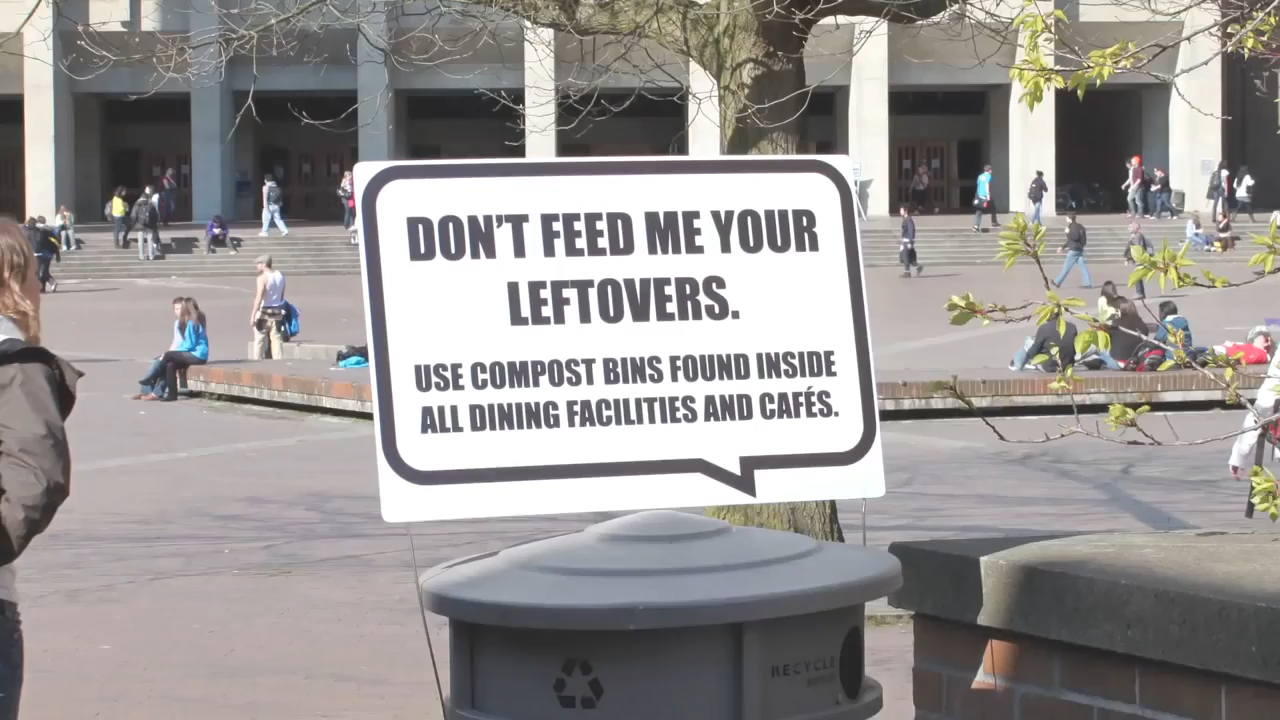 DON'T FEED ME YOUR
LEFTOVERS.
USE COMPOST BINS FOUND INSIDE
ALL DINING FACILITIES AND CAFÉS.
RECYCLE